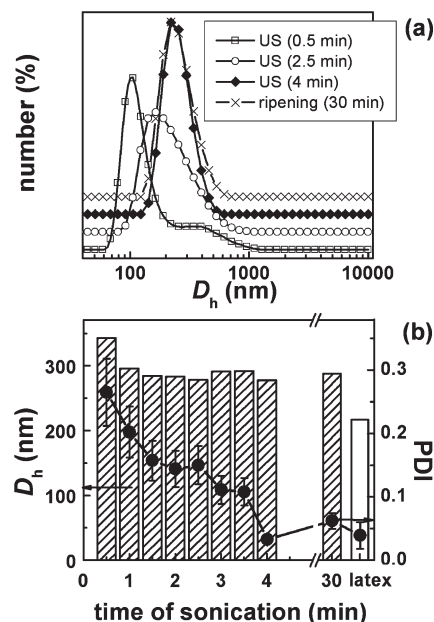 (a)
US (0.5 min)
US (2.5 min)
US (4 min)
ripening (30 min)
number (%)
100 1000 10000
Dh (nm)
(b)
300
200
100
0
Dh (nm)
0.3
0.2
0.1
0.0
PDI
0 1 2 3 4 30 latex
time of sonication (min)